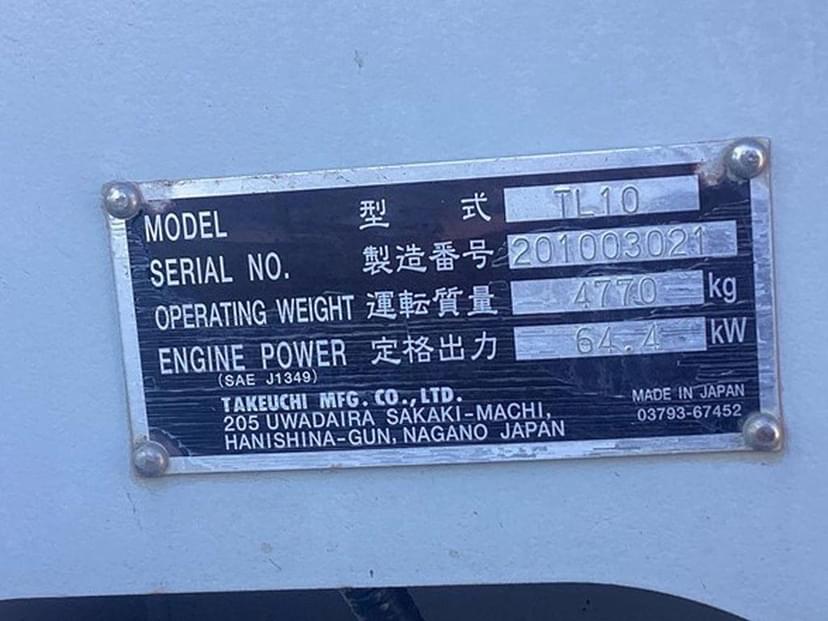 MODEL 型 式 TL10
SERIAL NO. 製造番号 201003021
OPERATING WEIGHT 運転質量 4770 kg
ENGINE POWER 定格出力 64.4 kW
(SAE J1349)
TAKEUCHI MFG. CO., LTD.
205 UWADAIRA SAKAKI-MACHI,
HANISHINA-GUN, NAGANO JAPAN
MADE IN JAPAN
03793-67452